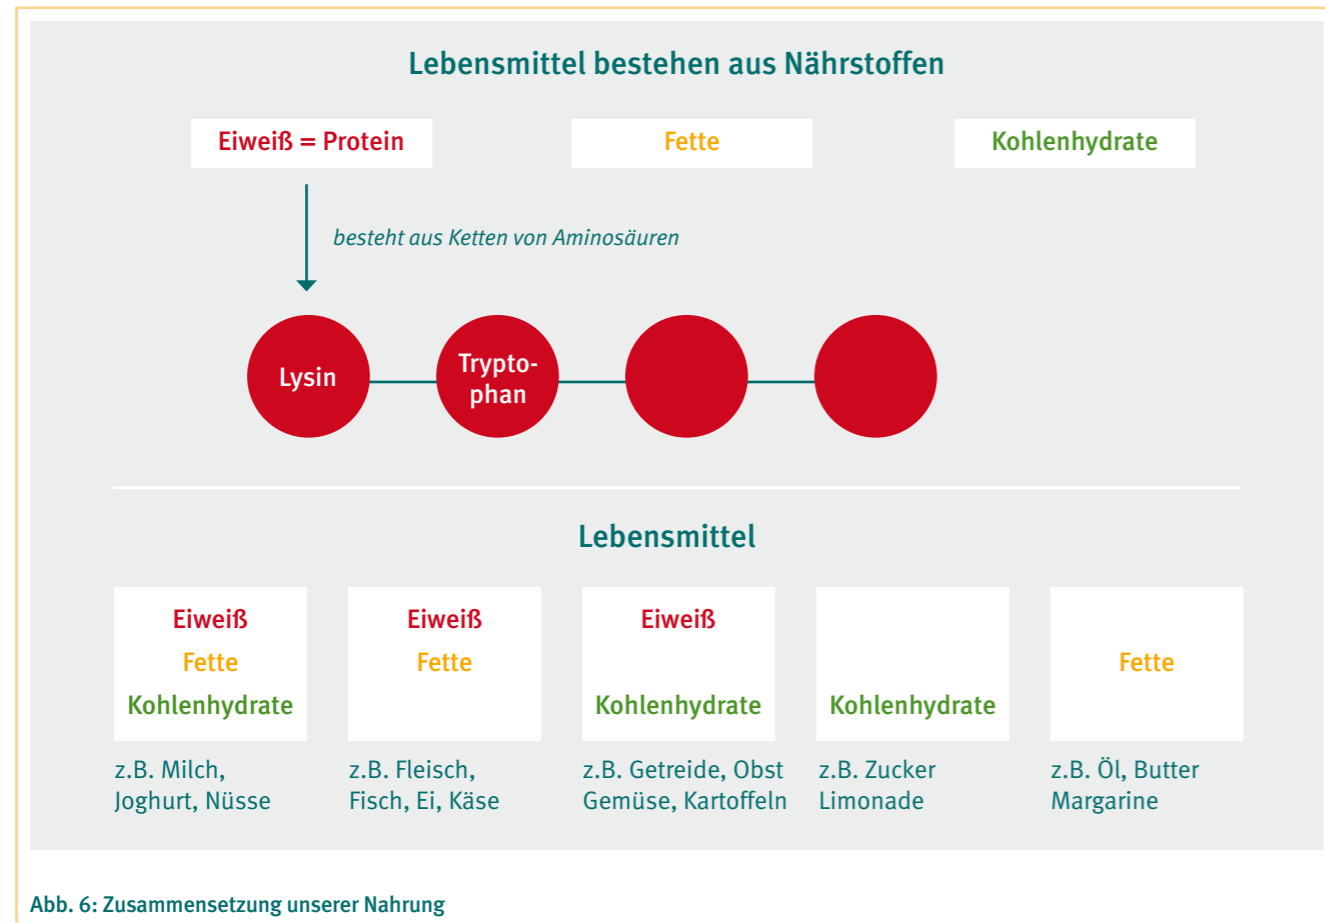 Lebensmittel bestehen aus Nährstoffen
Eiweiß = Protein
Fette
Kohlenhydrate
besteht aus Ketten von Aminosäuren
Lysin
Trypto-
phan
Lebensmittel
Eiweiß
Fette
Kohlenhydrate
z.B. Milch,
Joghurt, Nüsse
Eiweiß
Fette
z.B. Fleisch,
Fisch, Ei, Käse
Eiweiß
Kohlenhydrate
z.B. Getreide, Obst
Gemüse, Kartoffeln
Kohlenhydrate
z.B. Zucker
Limonade
Fette
z.B. Öl, Butter
Margarine
Abb. 6: Zusammensetzung unserer Nahrung